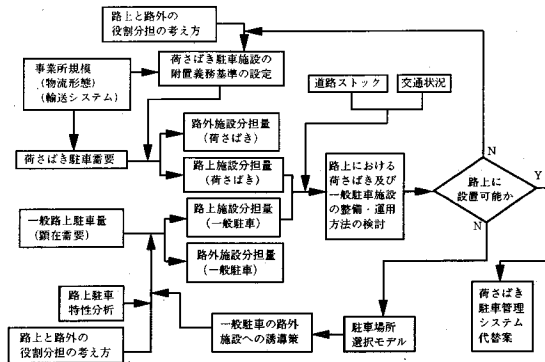 路上と路外の
役割分担の考え方
事業所規模
(物流形態)
(輸送システム)
荷さばき駐車施設の
附置義務基準の設定
道路ストック
交通状況
N
路外施設分担量
(荷さばき)
荷さばき駐車需要
路上施設分担量
(荷さばき)
路上における
荷さばき及び
一般駐車施設
の整備・運用
方法の検討
路上に
設置可能か
Y
N
一般路上駐車量
(顕在需要)
路上施設分担量
(一般駐車)
路外施設分担量
(一般駐車)
路上駐車
特性分析
路上と路外の
役割分担の考え方
一般駐車の路外
施設への誘導策
駐車場所
選択モデル
荷さばき
駐車管理
システム
代替案